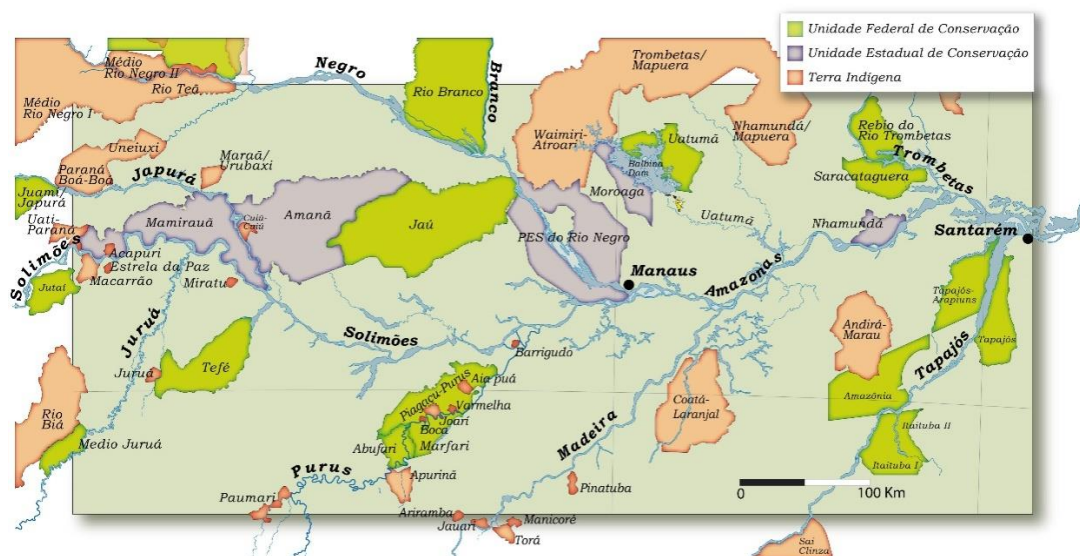 Unidade Federal de Conservação
Unidade Estadual de Conservação
Terra Indígena
Médio
Rio Negro II
Rio Teá
Médio
Rio Negro I
Negro
Branco
Rio Branco
Trombetas/
Mapuera
Nhamundá/
Mapuera
Waimiri-
Atroari
Uatumã
Balbina
Dam
Moroaga
Uatumã
Rebio do
Rio Trombetas
Trombetas
Saracataguera
Nhamundá
Santarém
Uneiuxi
Paraná
Boá-Boá
Maraã/
Urubaxi
Japurá
Juami/
Japurá
Uati-
Paraná
Mamirauã
Cuiú-
Cuiú
Amanã
Jaú
PES do Rio Negro
Manaus
Amazonas
Solimões
Acapuri
Estrela da Paz
Macarrão
Miratu
Jutaí
Juruá
Solimões
Tefé
Juruá
Barrigudo
Aia puá
Piagaçu-Purus
Varmelha
Joari
Boca
Marfari
Abufari
Rio
Biá
Medio Juruá
Purus
Apurinã
Paumari
Ariramba
Jauari
Manicoré
Torá
Pinatuba
Madeira
Coatá-
Laranjal
Andirá-
Marau
Tapajós-
Arapiuns
Tapajós
Tapajós
Amazônia
Itaituba II
Itaituba I
Sai
Clinza
0
100 Km